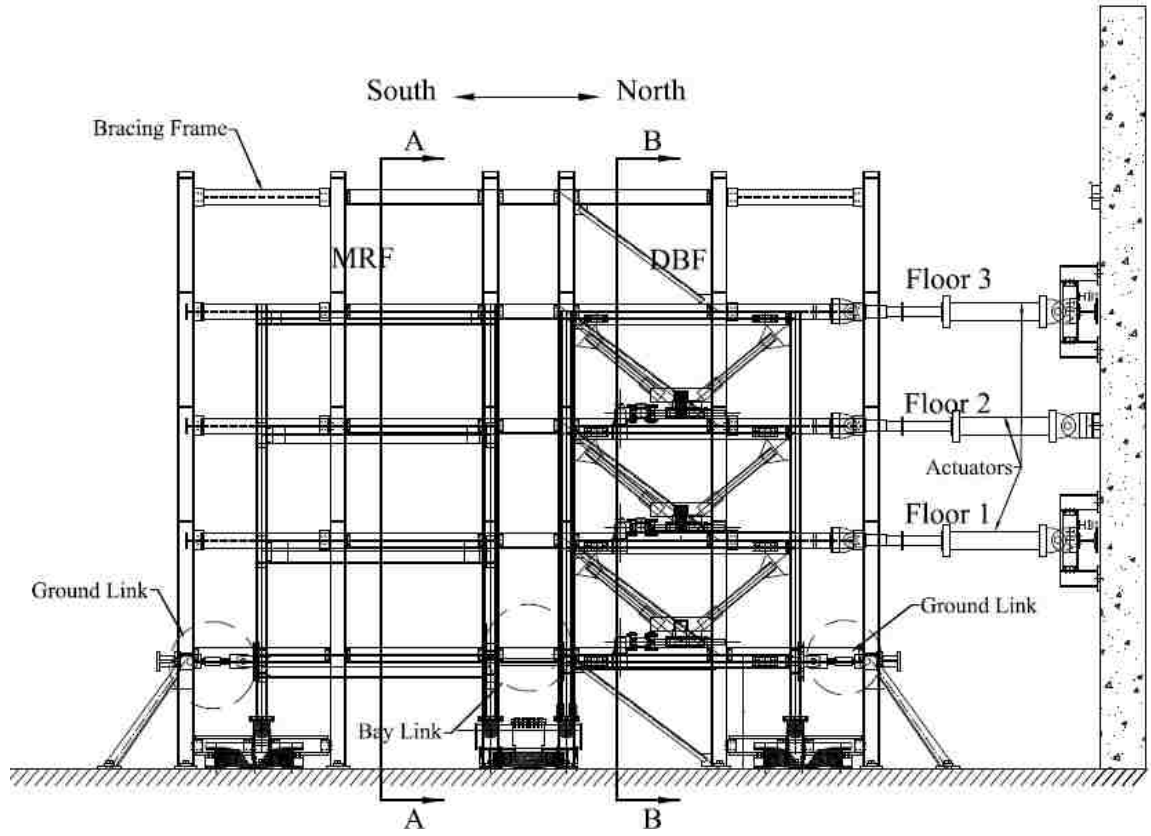 South North
Bracing Frame
A B
MRF DBF
Floor 3
Floor 2
Actuators
Floor 1
Ground Link
Ground Link
Bay Link
A B